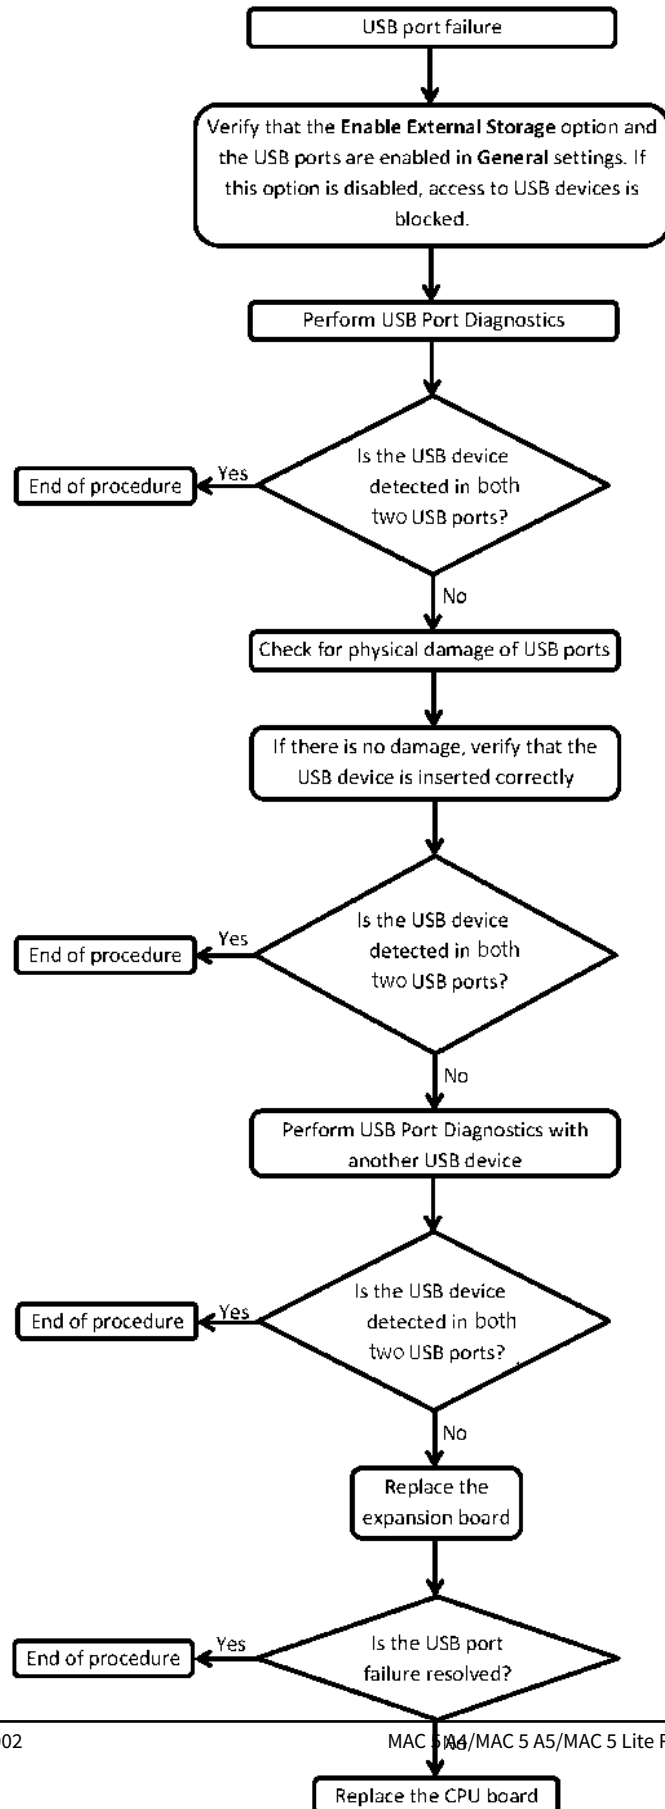 USB port failure
Verify that the Enable External Storage option and
the USB ports are enabled in General settings. If
this option is disabled, access to USB devices is
blocked.
Perform USB Port Diagnostics
Is the USB device
detected in both
two USB ports?
Yes
End of procedure
No
Check for physical damage of USB ports
If there is no damage, verify that the
USB device is inserted correctly
Is the USB device
detected in both
two USB ports?
Yes
End of procedure
No
Perform USB Port Diagnostics with
another USB device
Is the USB device
detected in both
two USB ports?
Yes
End of procedure
No
Replace the
expansion board
Is the USB port
failure resolved?
Yes
End of procedure
No
02
MAC 5 A4/MAC 5 A5/MAC 5 Lite
Replace the CPU board